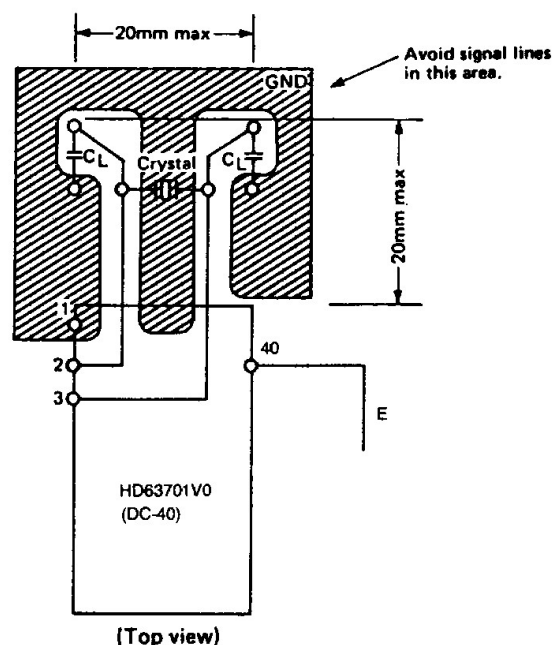 20mm max
Avoid signal lines
in this area.
GND
CL
Crystal
CL
20mm max
1
2
40
3
E
HD63701V0
(DC-40)
(Top view)